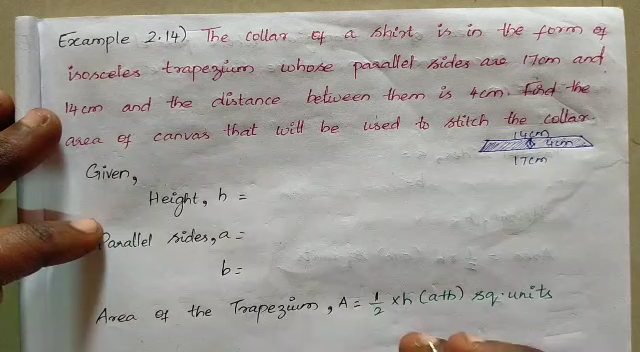 Example 2.14) The collar of a shirt is in the form of
isosceles trapezium whose parallel sides are 17cm and
14cm and the distance between them is 4cm. Find the
area of canvas that will be used to stitch the collar.
14cm
4cm
17cm
Given,
Height, h =
Parallel sides, a =
b =
Area of the Trapezium, A = 1/2 xh (a+b) sq.units